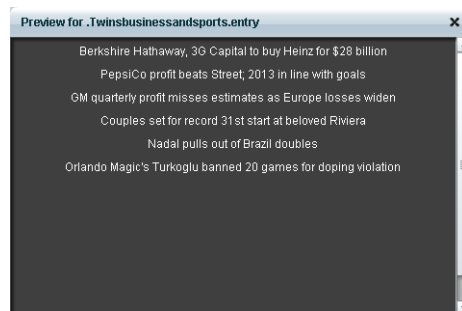 Preview for .Twinsbusinessandsports.entry
Berkshire Hathaway, 3G Capital to buy Heinz for $28 billion
PepsiCo profit beats Street; 2013 in line with goals
GM quarterly profit misses estimates as Europe losses widen
Couples set for record 31st start at beloved Riviera
Nadal pulls out of Brazil doubles
Orlando Magic's Turkoglu banned 20 games for doping violation